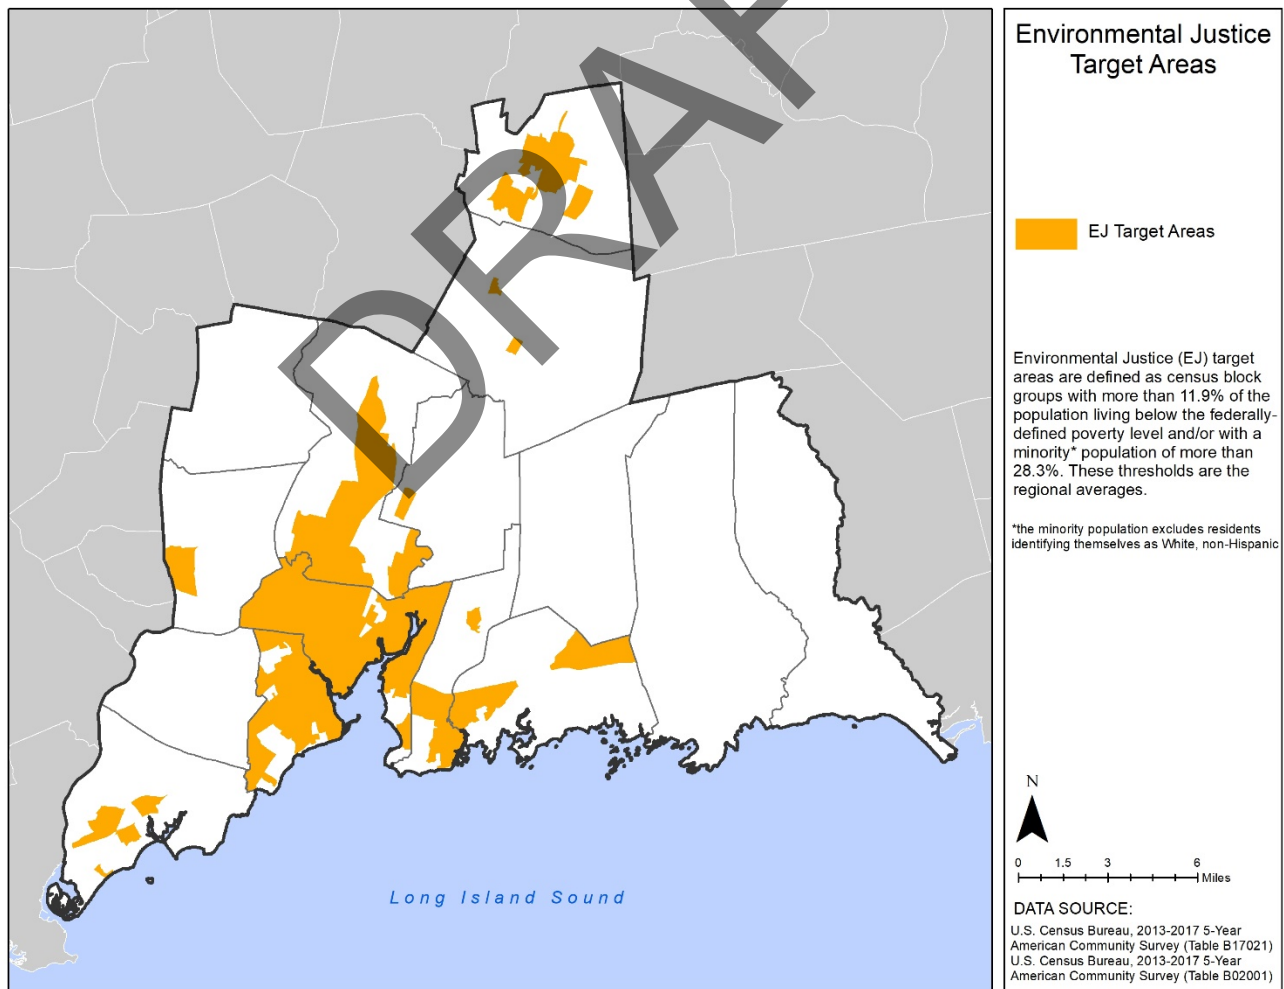 DRAF
Environmental Justice
Target Areas
EJ Target Areas
Environmental Justice (EJ) target
areas are defined as census block
groups with more than 11.9% of the
population living below the federally-
defined poverty level and/or with a
minority* population of more than
28.3%. These thresholds are the
regional averages.
*the minority population excludes residents
identifying themselves as White, non-Hispanic
N
0 1.5 3 6
Miles
Long Island Sound
DATA SOURCE:
U.S. Census Bureau, 2013-2017 5-Year
American Community Survey (Table B17021)
U.S. Census Bureau, 2013-2017 5-Year
American Community Survey (Table B02001)